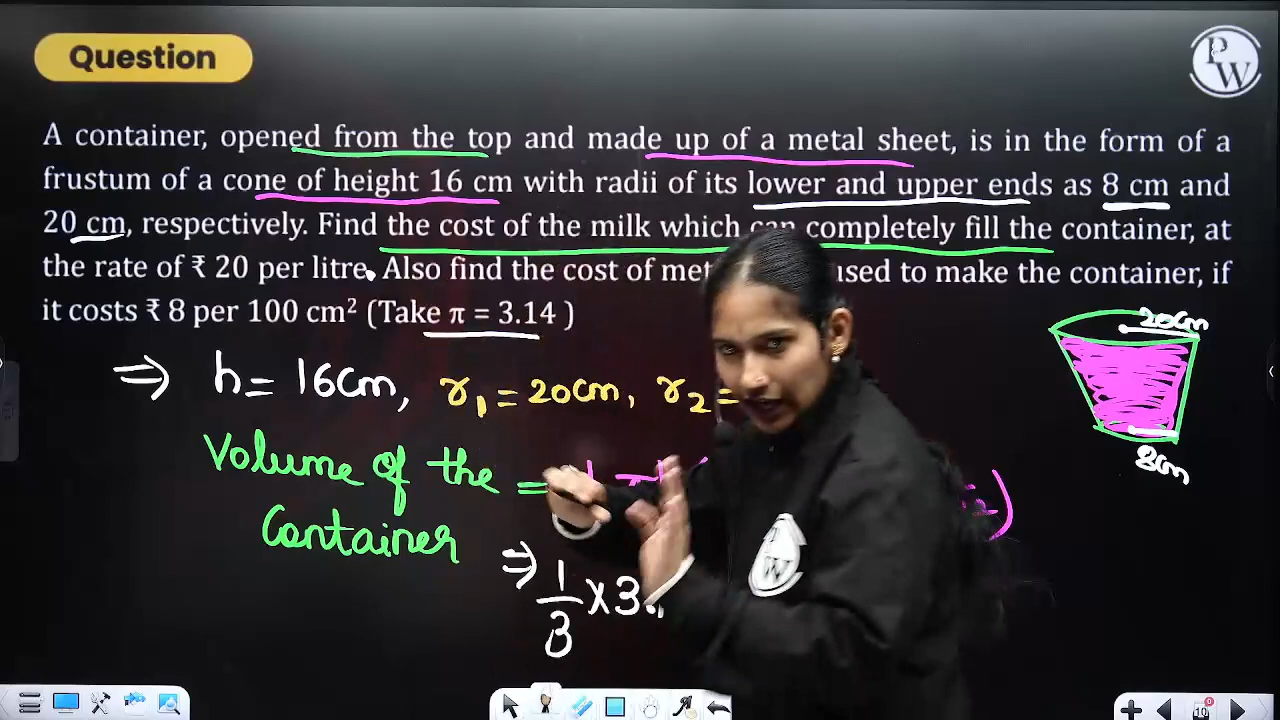 Question
PW
A container, opened from the top and made up of a metal sheet, is in the form of a
frustum of a cone of height 16 cm with radii of its lower and upper ends as 8 cm and
20 cm, respectively. Find the cost of the milk which can completely fill the container, at
the rate of ₹ 20 per litre. Also find the cost of met used to make the container, if
it costs ₹ 8 per 100 cm² (Take π = 3.14 )
20cm
⇒ h = 16cm, r₁ = 20cm, r₂ =
8cm
Volume of the =
Container
⇒ 1/3 × 3.
PW
10